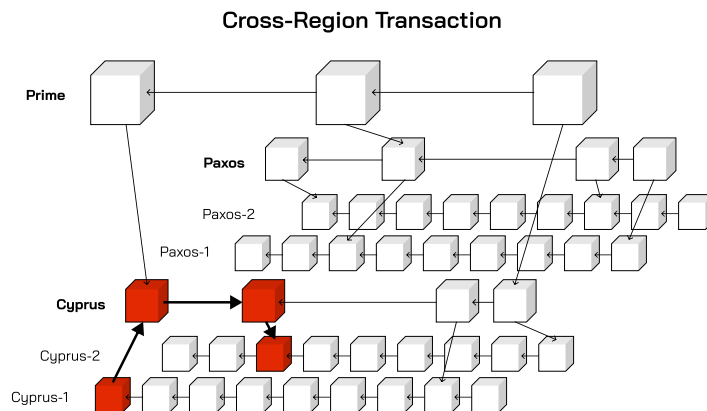 Cross-Region Transaction
Prime
Paxos
Paxos-2
Paxos-1
Cyprus
Cyprus-2
Cyprus-1